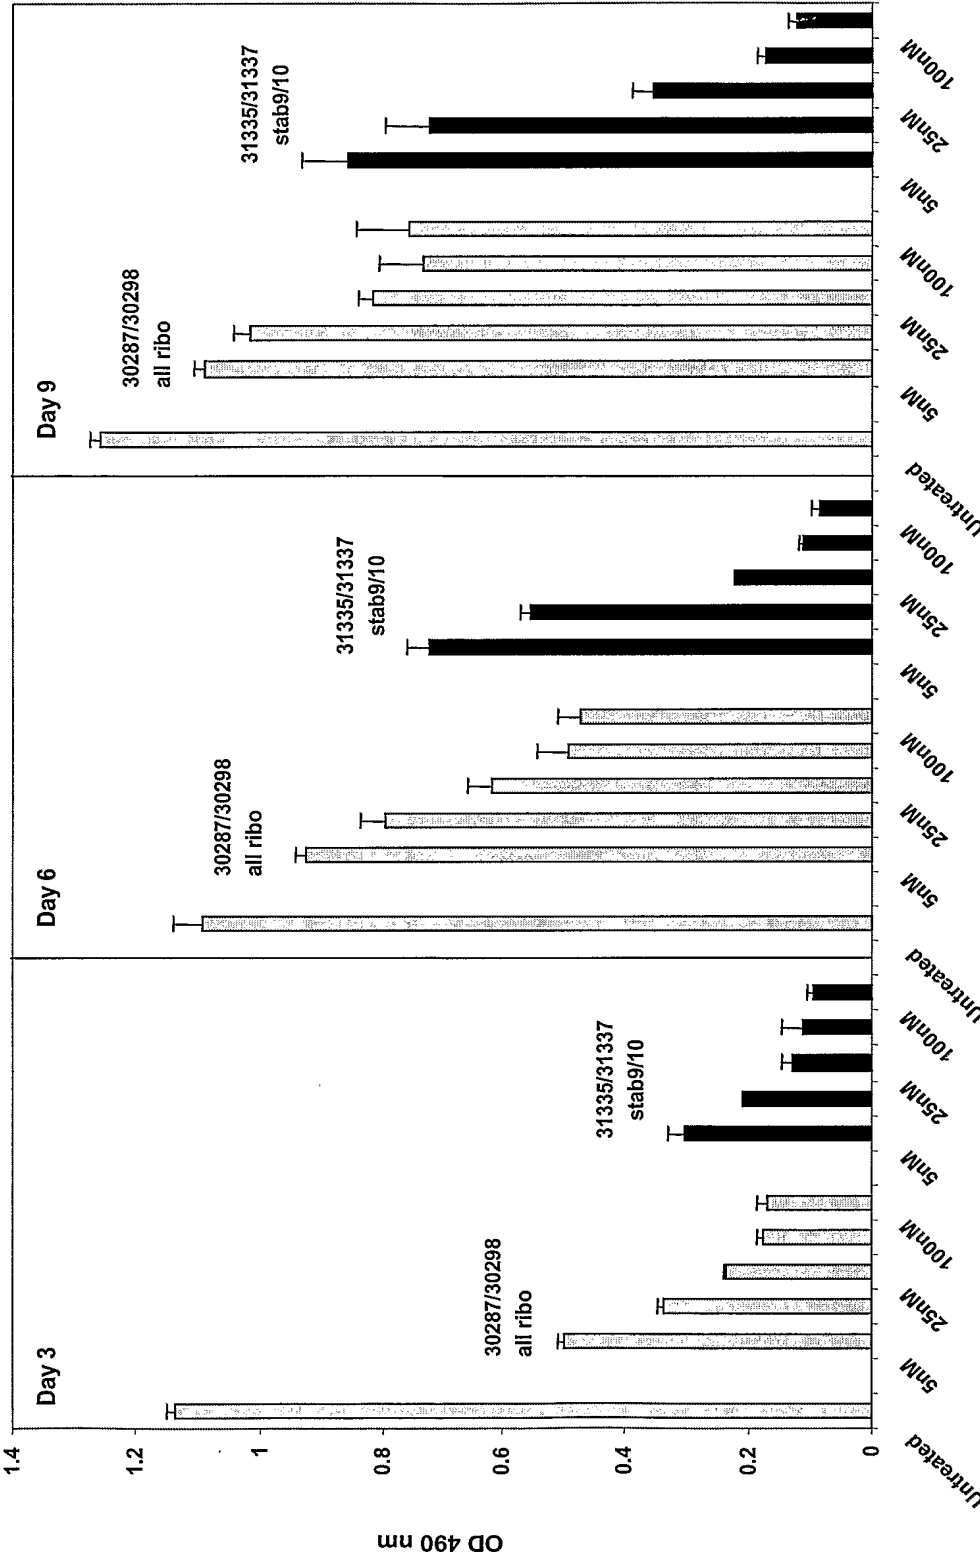 OD 490 nm
1.4
1.2
1
0.8
0.6
0.4
0.2
0
Day 3
30287/30298
all ribo
31335/31337
stab9/10
Day 6
30287/30298
all ribo
31335/31337
stab9/10
Day 9
30287/30298
all ribo
31335/31337
stab9/10
Untreated
5nM
25nM
100nM
5nM
25nM
100nM
Untreated
5nM
25nM
100nM
5nM
25nM
100nM
Untreated
5nM
25nM
100nM
5nM
25nM
100nM